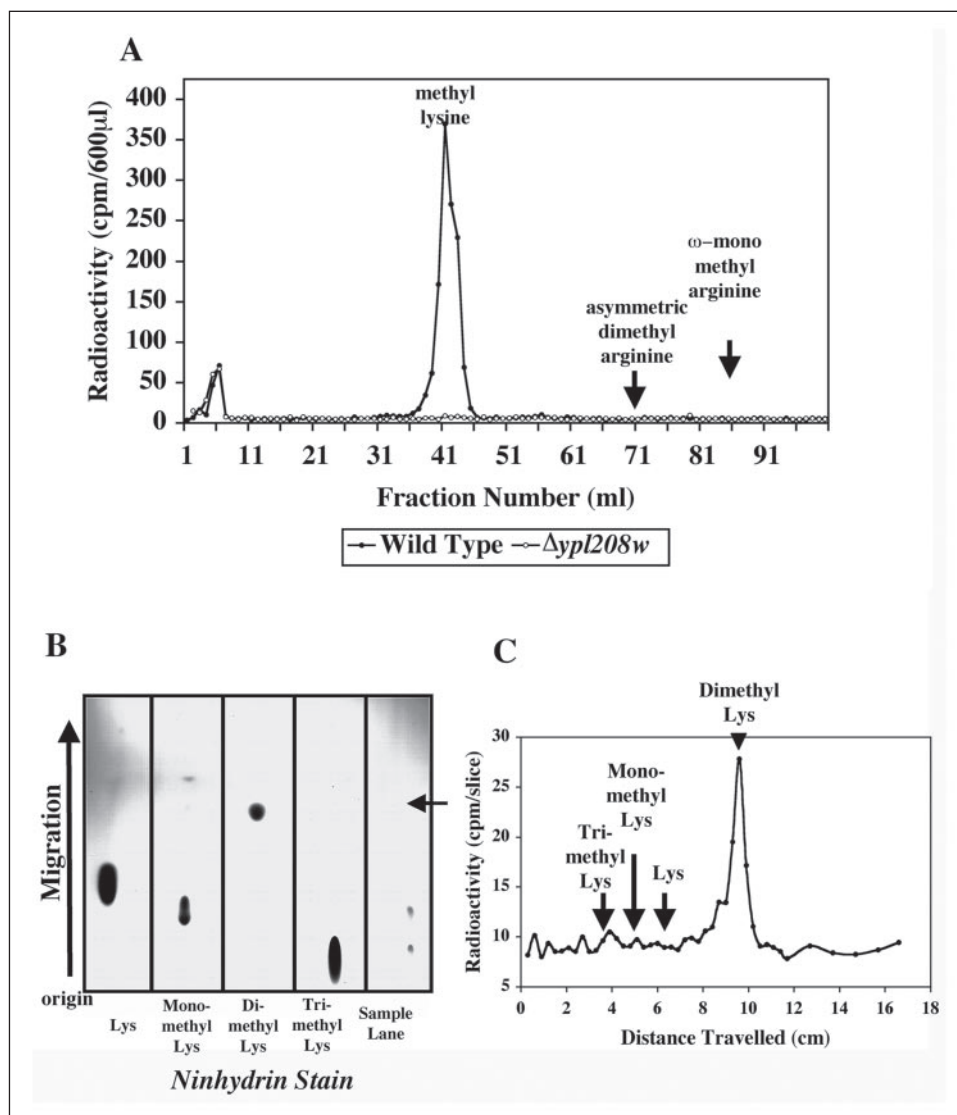 A
Radioactivity (cpm/600µl)
400
350
300
250
200
150
100
50
0
methyl
lysine
asymmetric
dimethyl
arginine
ω–mono
methyl
arginine
1 11 21 31 41 51 61 71 81 91
Fraction Number (ml)
Wild Type Δypl208w
B
Migration
origin
Lys
Mono-
methyl
Lys
Di-
methyl
Lys
Tri-
methyl
Lys
Sample
Lane
Ninhydrin Stain
C
Radioactivity (cpm/slice)
30
25
20
15
10
5
Dimethyl
Lys
Mono-
methyl
Lys
Tri-
methyl
Lys
Lys
0 2 4 6 8 10 12 14 16 18
Distance Travelled (cm)